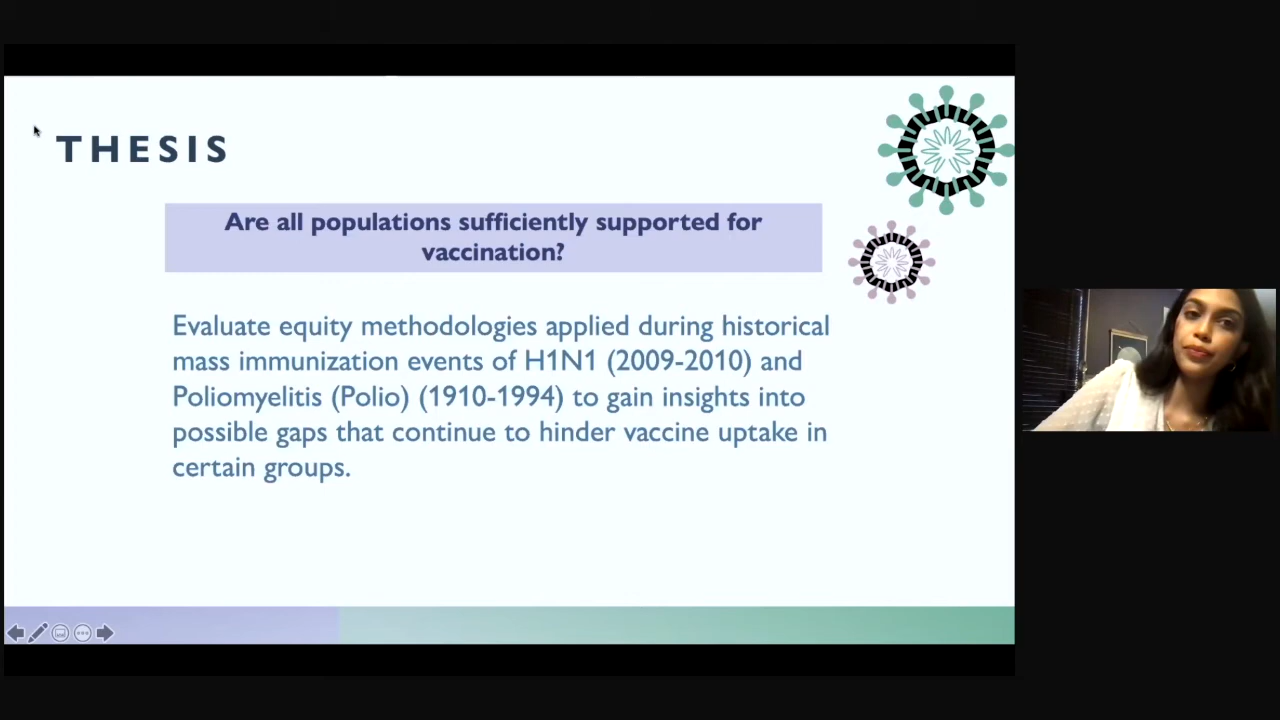 THESIS
Are all populations sufficiently supported for
vaccination?
Evaluate equity methodologies applied during historical
mass immunization events of H1N1 (2009-2010) and
Poliomyelitis (Polio) (1910-1994) to gain insights into
possible gaps that continue to hinder vaccine uptake in
certain groups.